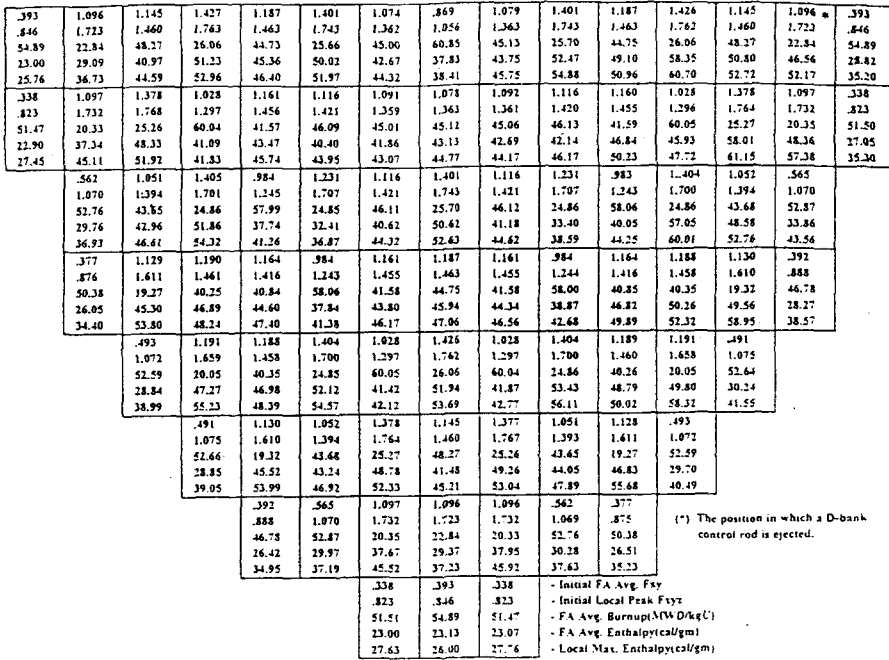 .393 1.096 1.145 1.427 1.187 1.401 1.074 .869 1.079 1.401 1.187 1.426 1.145 1.096 * .393
.846 1.723 1.460 1.763 1.463 1.743 1.362 1.056 1.363 1.743 1.463 1.762 1.460 1.723 .846
54.89 22.84 48.27 26.06 44.73 25.66 45.00 60.85 45.13 25.70 44.75 26.06 48.27 22.84 54.89
23.00 29.09 40.97 51.23 45.36 50.02 42.67 37.83 43.75 52.47 49.10 58.35 50.80 46.56 28.82
25.76 36.73 44.59 52.96 46.40 51.97 44.32 38.41 45.75 54.88 50.96 60.70 52.72 52.17 35.20
.338 1.097 1.378 1.028 1.161 1.116 1.091 1.078 1.092 1.116 1.160 1.028 1.378 1.097 .338
.823 1.732 1.768 1.297 1.456 1.421 1.359 1.363 1.361 1.420 1.455 1.296 1.764 1.732 .823
51.47 20.33 25.26 60.04 41.57 46.09 45.01 45.12 45.06 46.13 41.59 60.05 25.27 20.35 51.50
22.90 37.34 48.33 41.09 43.47 40.40 41.86 43.13 42.69 42.14 46.84 45.93 58.01 48.36 27.05
27.45 45.11 51.92 41.83 45.74 43.95 43.07 44.77 44.17 46.17 50.23 47.72 61.15 57.38 35.30
.562 1.051 1.405 .984 1.231 1.116 1.401 1.116 1.231 .983 1.404 1.052 .565
1.070 1.394 1.701 1.245 1.707 1.421 1.743 1.421 1.707 1.243 1.700 1.394 1.070
52.76 43.65 24.86 57.99 24.85 46.11 25.70 46.12 24.86 58.06 24.86 43.68 52.87
29.76 42.96 51.86 37.74 32.41 40.62 50.62 41.18 33.40 40.05 57.05 48.58 33.86
36.93 46.61 54.32 41.26 36.87 44.32 52.63 44.62 38.59 44.25 60.01 52.76 43.56
.377 1.129 1.190 1.164 .984 1.161 1.187 1.161 .984 1.164 1.188 1.130 .392
.876 1.611 1.461 1.416 1.243 1.455 1.463 1.455 1.244 1.416 1.458 1.610 .888
50.38 19.27 40.25 40.84 58.06 41.58 44.75 41.58 58.00 40.85 40.35 19.32 46.78
26.05 45.30 46.89 44.60 37.84 43.80 45.94 44.34 38.87 46.82 50.26 49.56 28.27
34.40 53.80 48.24 47.40 41.38 46.17 47.06 46.56 42.68 49.89 52.32 58.95 38.57
.493 1.191 1.188 1.404 1.028 1.426 1.028 1.404 1.189 1.191 .491
1.072 1.659 1.458 1.700 1.297 1.762 1.297 1.700 1.460 1.658 1.075
52.59 20.05 40.35 24.85 60.05 26.06 60.04 24.86 40.26 20.05 52.64
28.84 47.27 46.98 52.12 41.42 51.94 41.87 53.43 48.79 49.80 30.24
38.99 55.23 48.39 54.57 42.12 53.69 42.77 56.11 50.02 58.32 41.55
.491 1.130 1.052 1.378 1.145 1.377 1.051 1.128 .493
1.075 1.610 1.394 1.764 1.460 1.767 1.393 1.611 1.072
52.66 19.32 43.68 25.27 48.27 25.26 43.65 19.27 52.59
28.85 45.52 43.24 48.78 41.48 49.26 44.05 46.83 29.70
39.05 53.99 46.92 52.33 45.21 53.04 47.89 55.68 40.49
.392 .565 1.097 1.096 1.096 .562 .377
.888 1.070 1.732 1.723 1.732 1.069 .875
46.78 52.87 20.35 22.84 20.33 52.76 50.38
26.42 29.97 37.67 29.37 37.95 30.28 26.51
34.95 37.19 45.52 37.23 45.92 37.63 35.23
(*) The position in which a D-bank
control rod is ejected.
.338 .393 .338 - Initial FA Avg. Fxy
.823 .846 .823 - Initial Local Peak Fxyz
51.51 54.89 51.47 - FA Avg. Burnup(MWD/kgU)
23.00 23.13 23.07 - FA Avg. Enthalpy(cal/gm)
27.63 26.00 27.76 - Local Max. Enthalpy(cal/gm)